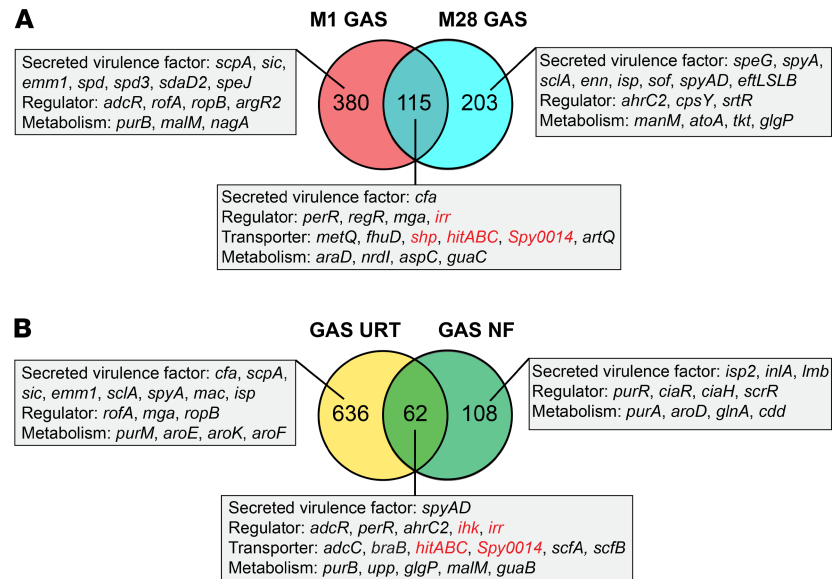 A
M1 GAS
M28 GAS
Secreted virulence factor: scpA, sic,
emm1, spd, spd3, sdaD2, speJ
Regulator: adcR, rofA, ropB, argR2
Metabolism: purB, malM, nagA
380
115
203
Secreted virulence factor: speG, spyA,
sclA, enn, isp, sof, spyAD, eftLSLB
Regulator: ahrC2, cpsY, srtR
Metabolism: manM, atoA, tkt, glgP
Secreted virulence factor: cfa
Regulator: perR, regR, mga, irr
Transporter: metQ, fhuD, shp, hitABC, Spy0014, artQ
Metabolism: araD, nrdI, aspC, guaC
B
GAS URT
GAS NF
Secreted virulence factor: cfa, scpA,
sic, emm1, sclA, spyA, mac, isp
Regulator: rofA, mga, ropB
Metabolism: purM, aroE, aroK, aroF
636
62
108
Secreted virulence factor: isp2, inlA, lmb
Regulator: purR, ciaR, ciaH, scrR
Metabolism: purA, aroD, glnA, cdd
Secreted virulence factor: spyAD
Regulator: adcR, perR, ahrC2, ihk, irr
Transporter: adcC, braB, hitABC, Spy0014, scfA, scfB
Metabolism: purB, upp, glgP, malM, guaB